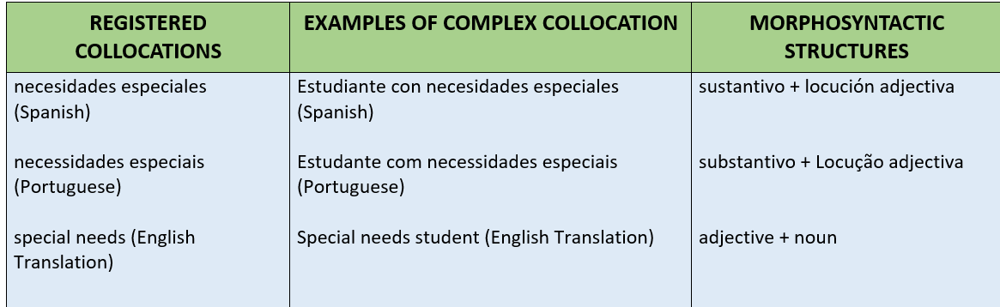 REGISTERED
COLLOCATIONS
EXAMPLES OF COMPLEX COLLOCATION
MORPHOSYNTACTIC
STRUCTURES
necesidades especiales
(Spanish)
Estudiante con necesidades especiales
(Spanish)
sustantivo + locución adjectiva
necessidades especiais
(Portuguese)
Estudante com necessidades especiais
(Portuguese)
substantivo + Locução adjectiva
special needs (English
Translation)
Special needs student (English Translation)
adjective + noun